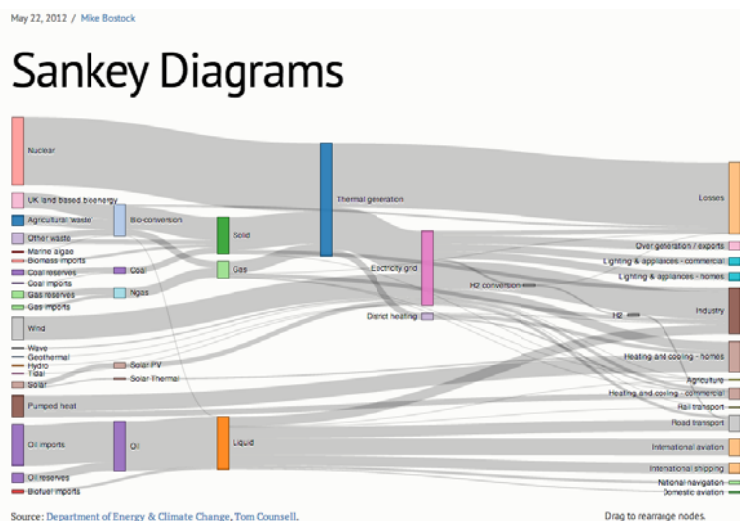 May 22, 2012 / Mike Bostock
Sankey Diagrams
Nuclear
Thermal generation
Losses
UK land based bioenergy
Agricultural waste
Bio-conversion
Other waste
Solid
Marine algae
Biomass imports
Over generation / exports
Lighting & appliances - commercial
Electricity grid
Coal reserves
Coal
Gas
Lighting & appliances - homes
Coal imports
H2 conversion
Gas reserves
Ngas
Gas imports
Industry
District heating
H2
Wind
Wave
Geothermal
Heating and cooling - homes
Hydro
Solar PV
Tidal
Solar
Solar Thermal
Agriculture
Heating and cooling - commercial
Pumped heat
Rail transport
Road transport
Oil imports
Oil
Liquid
International aviation
International shipping
Oil reserves
National navigation
Biofuel imports
Domestic aviation
Source: Department of Energy & Climate Change, Tom Counsell.
Drag to rearrange nodes.